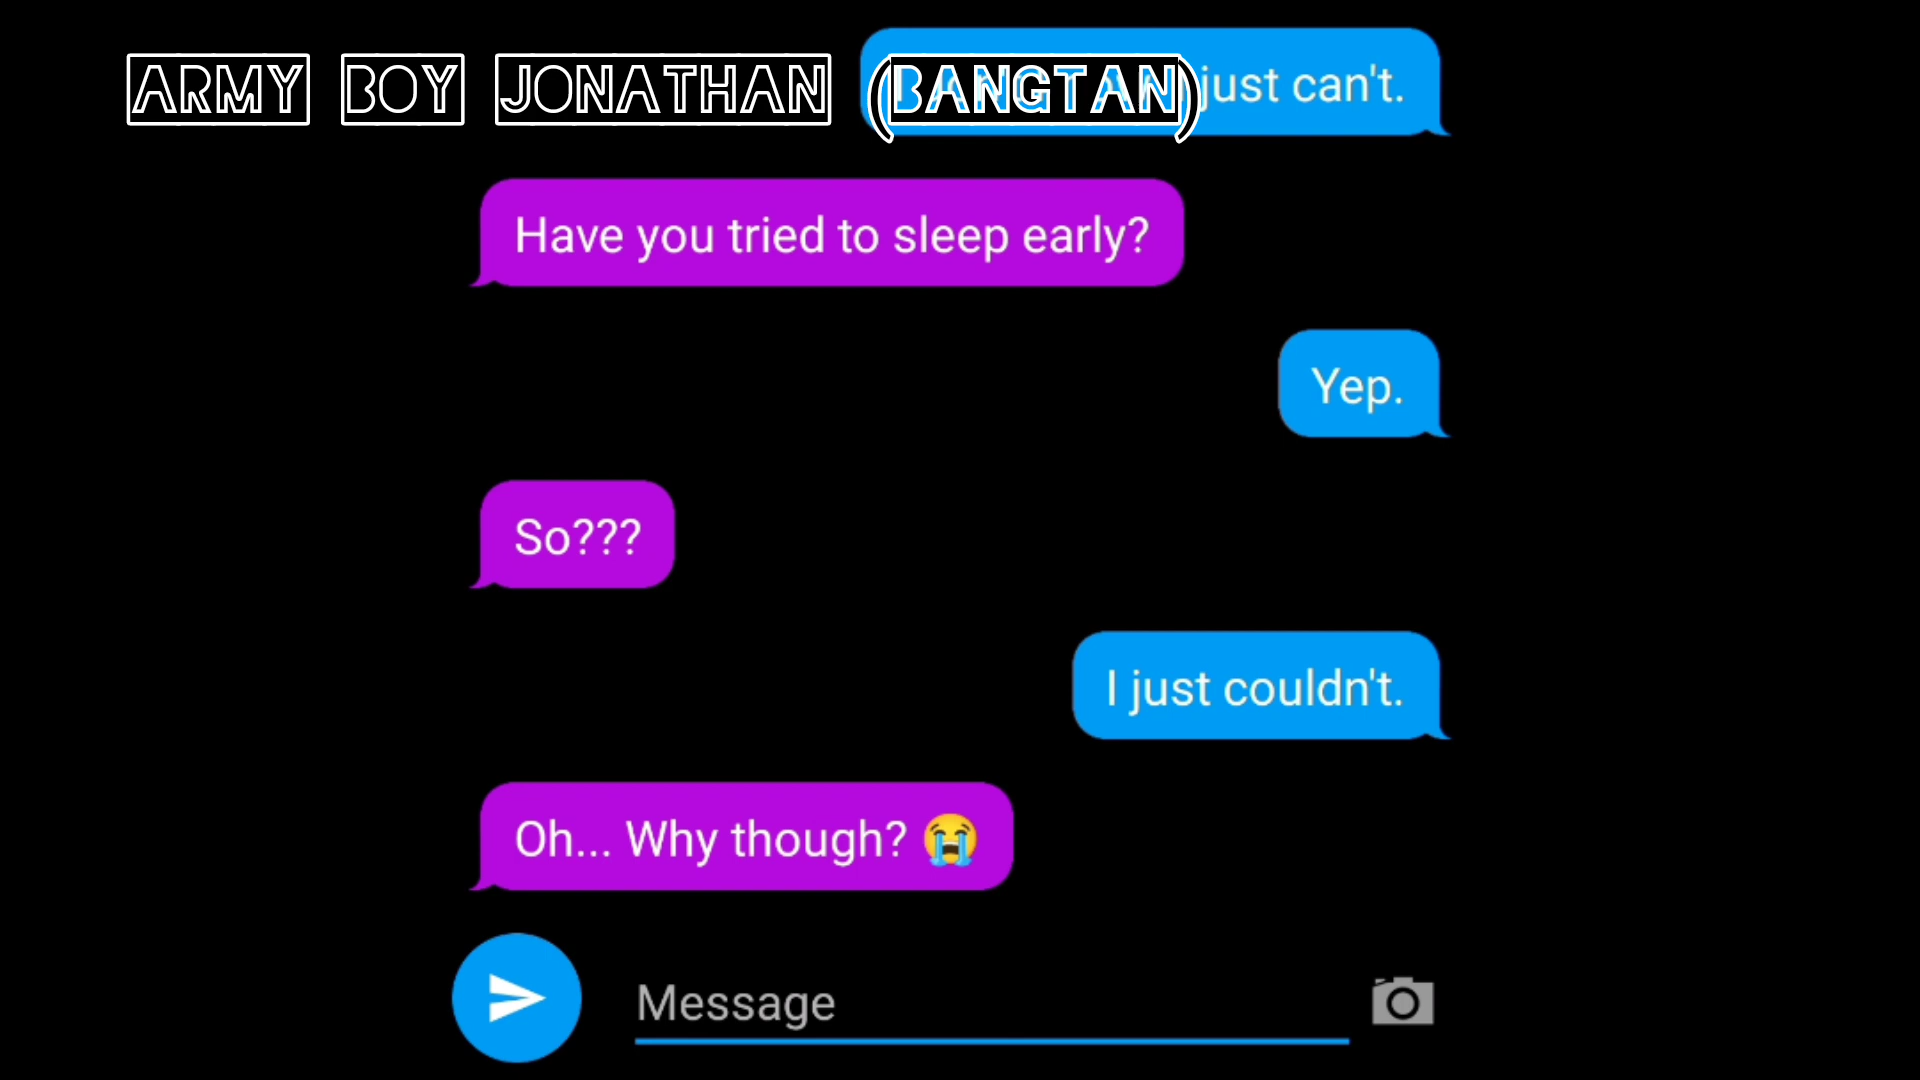 ARMY BOY JONATHAN (BANGTAN)
just can't.
Have you tried to sleep early?
Yep.
So???
I just couldn't.
Oh... Why though? 😭
Message